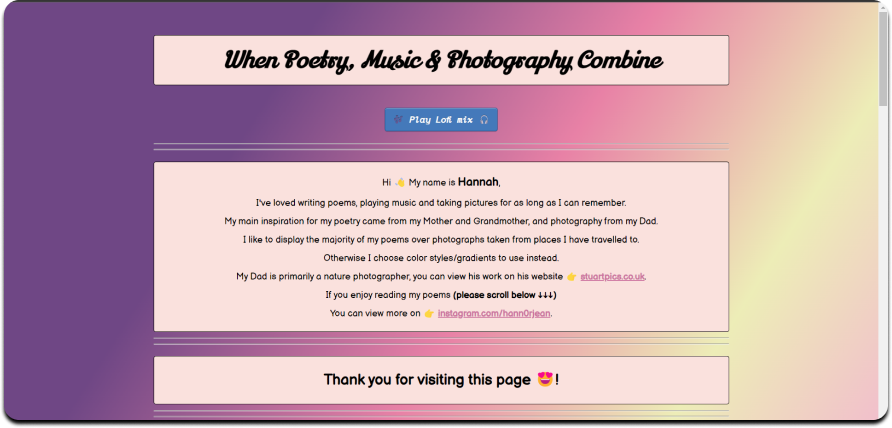 When Poetry, Music & Photography Combine
Play Lofi mix
Hi 👋 My name is Hannah,
I've loved writing poems, playing music and taking pictures for as long as I can remember.
My main inspiration for my poetry came from my Mother and Grandmother, and photography from my Dad.
I like to display the majority of my poems over photographs taken from places I have travelled to.
Otherwise I choose color styles/gradients to use instead.
My Dad is primarily a nature photographer, you can view his work on his website 👉 stuartpics.co.uk.
If you enjoy reading my poems (please scroll below ↓↓↓)
You can view more on 👉 instagram.com/hann0rjean.
Thank you for visiting this page 😍!